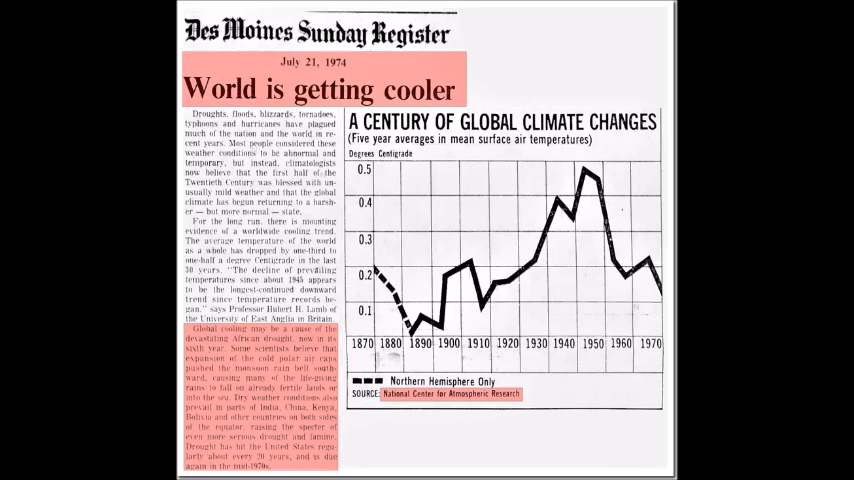 Des Moines Sunday Register
July 21, 1974
World is getting cooler
Droughts, floods, blizzards, tornadoes,
typhoons and hurricanes have plagued
much of the nation and the world in re-
cent years. Most people considered these
weather conditions to be abnormal and
temporary, but instead, climatologists
now believe that the first half of the
Twentieth Century was blessed with un-
usually mild weather and that the global
climate has begun returning to a harsh-
er — but more normal — state.
For the long run, there is mounting
evidence of a worldwide cooling trend.
The average temperature of the world
as a whole has dropped by one-third to
one-half a degree Centigrade in the last
30 years. "The decline of prevailing
temperatures since about 1945 appears
to be the longest-continued downward
trend since temperature records be-
gan," says Professor Hubert H. Lamb of
the University of East Anglia in Britain.
Global cooling may be a cause of the
devastating African drought, now in its
sixth year. Some scientists believe that
expansion of the cold polar air caps
pushed the monsoon rain belt south-
ward, causing many of the life-giving
rains to fall on already fertile lands or
into the sea. Dry weather conditions also
prevail in parts of India, China, Kenya,
Bolivia and other countries on both sides
of the equator, raising the specter of
even more serious drought and famine.
Drought has hit the United States regu-
larly about every 20 years, and is due
again in the mid-1970s.
A CENTURY OF GLOBAL CLIMATE CHANGES
(Five year averages in mean surface air temperatures)
Degrees Centigrade
0.5
0.4
0.3
0.2
0.1
1870 1880 1890 1900 1910 1920 1930 1940 1950 1960 1970
Northern Hemisphere Only
SOURCE: National Center for Atmospheric Research